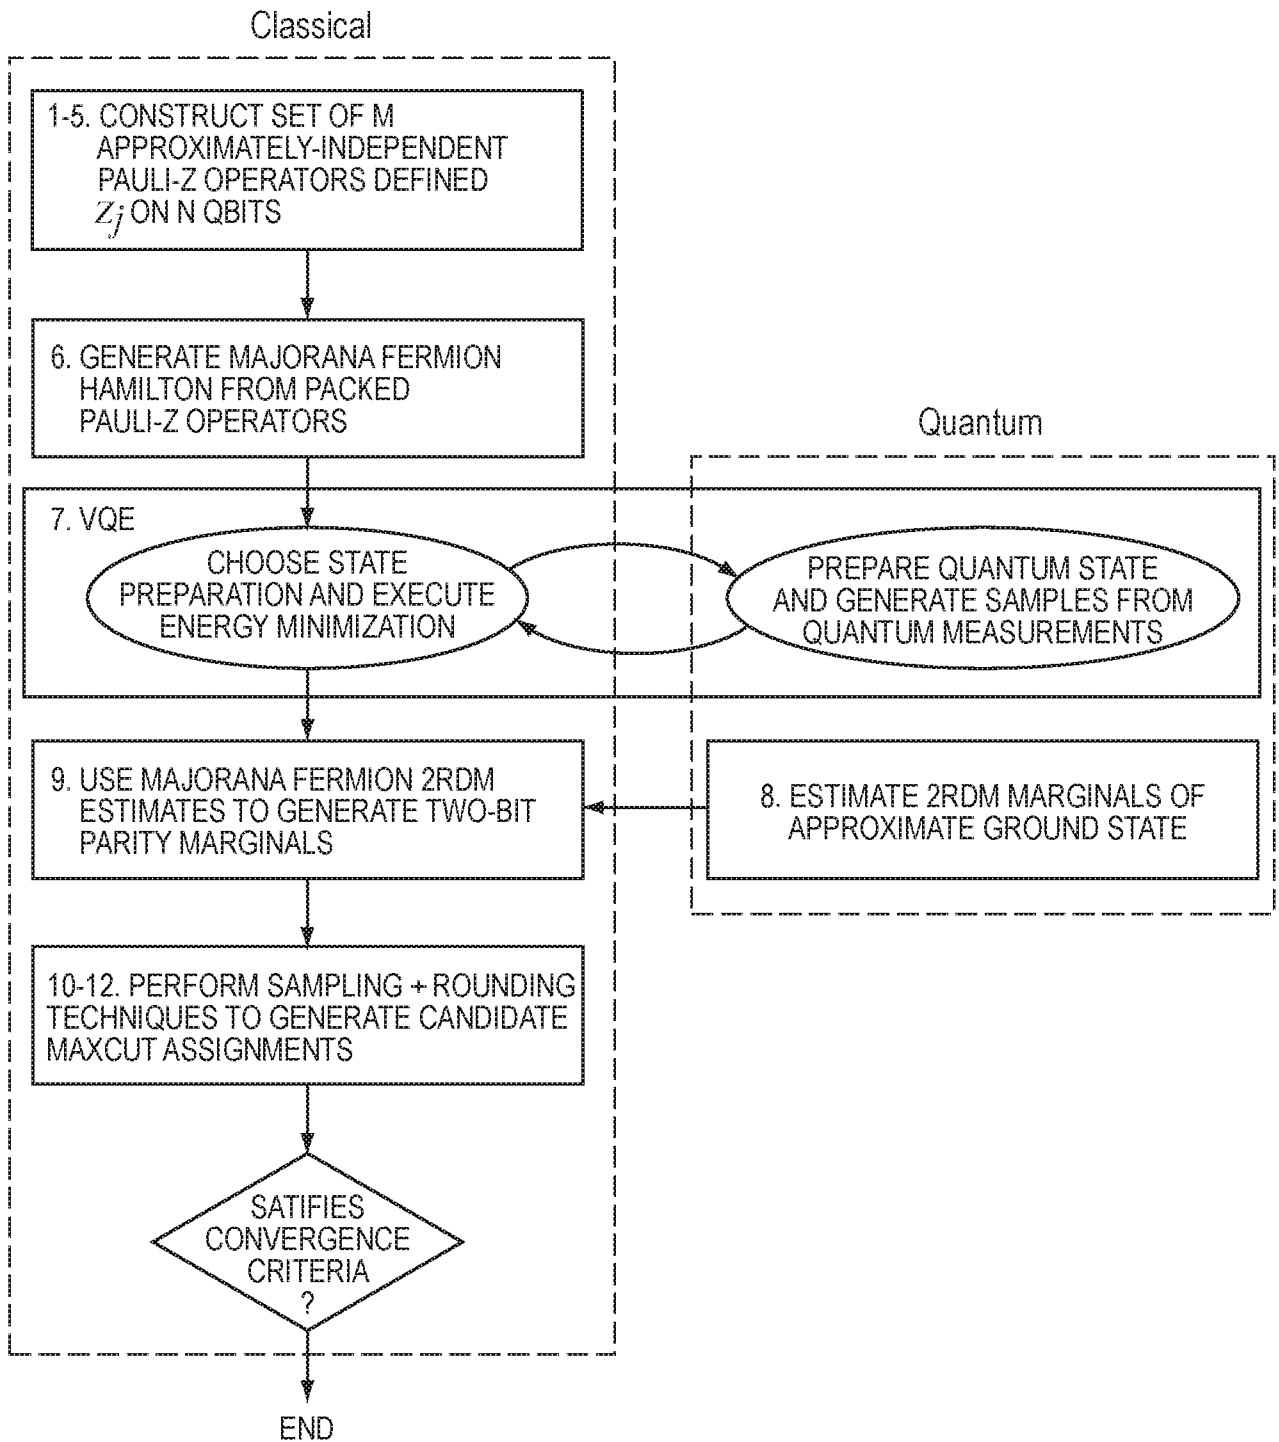 Classical
1-5. CONSTRUCT SET OF M
APPROXIMATELY-INDEPENDENT
PAULI-Z OPERATORS DEFINED
Zj ON N QBITS
6. GENERATE MAJORANA FERMION
HAMILTON FROM PACKED
PAULI-Z OPERATORS
Quantum
7. VQE
CHOOSE STATE
PREPARATION AND EXECUTE
ENERGY MINIMIZATION
PREPARE QUANTUM STATE
AND GENERATE SAMPLES FROM
QUANTUM MEASUREMENTS
9. USE MAJORANA FERMION 2RDM
ESTIMATES TO GENERATE TWO-BIT
PARITY MARGINALS
8. ESTIMATE 2RDM MARGINALS OF
APPROXIMATE GROUND STATE
10-12. PERFORM SAMPLING + ROUNDING
TECHNIQUES TO GENERATE CANDIDATE
MAXCUT ASSIGNMENTS
SATIFIES
CONVERGENCE
CRITERIA
?
END